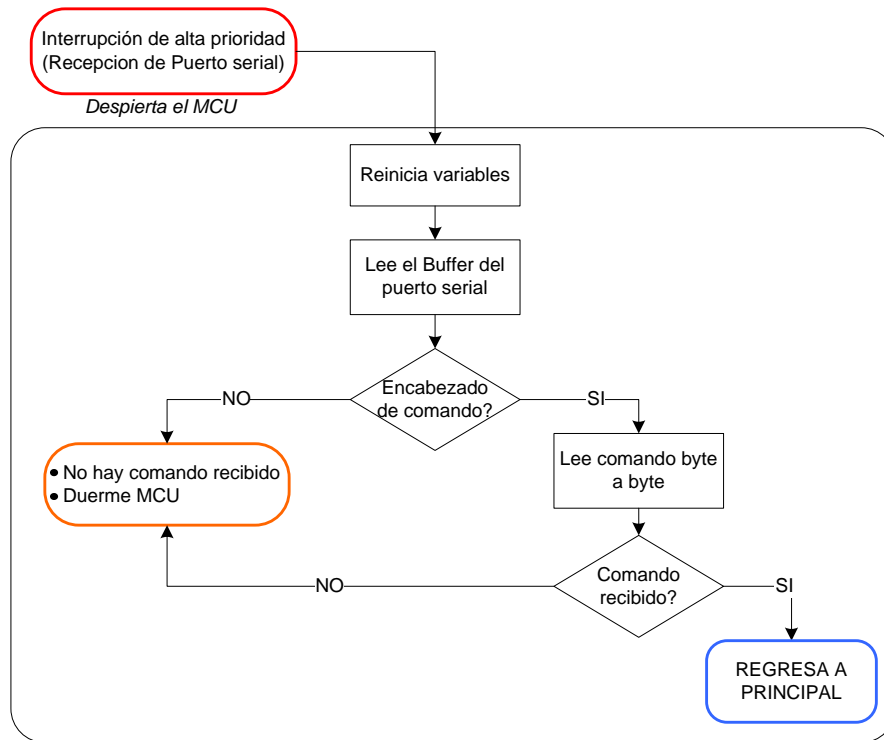 Interrupción de alta prioridad
(Recepcion de Puerto serial)
Despierta el MCU
Reinicia variables
Lee el Buffer del
puerto serial
Encabezado
de comando?
NO
SI
• No hay comando recibido
• Duerme MCU
Lee comando byte
a byte
Comando
recibido?
NO
SI
REGRESA A
PRINCIPAL